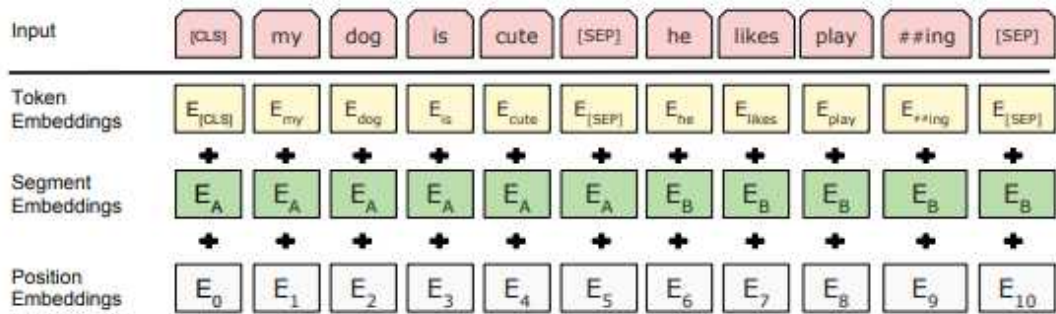 Input [CLS] my dog is cute [SEP] he likes play ##ing [SEP]
Token Embeddings E[CLS] Emy Edog Eis Ecute E[SEP] Ehe Elikes Eplay E##ing E[SEP]
+ + + + + + + + + + +
Segment Embeddings EA EA EA EA EA EA EB EB EB EB EB
+ + + + + + + + + + +
Position Embeddings E0 E1 E2 E3 E4 E5 E6 E7 E8 E9 E10